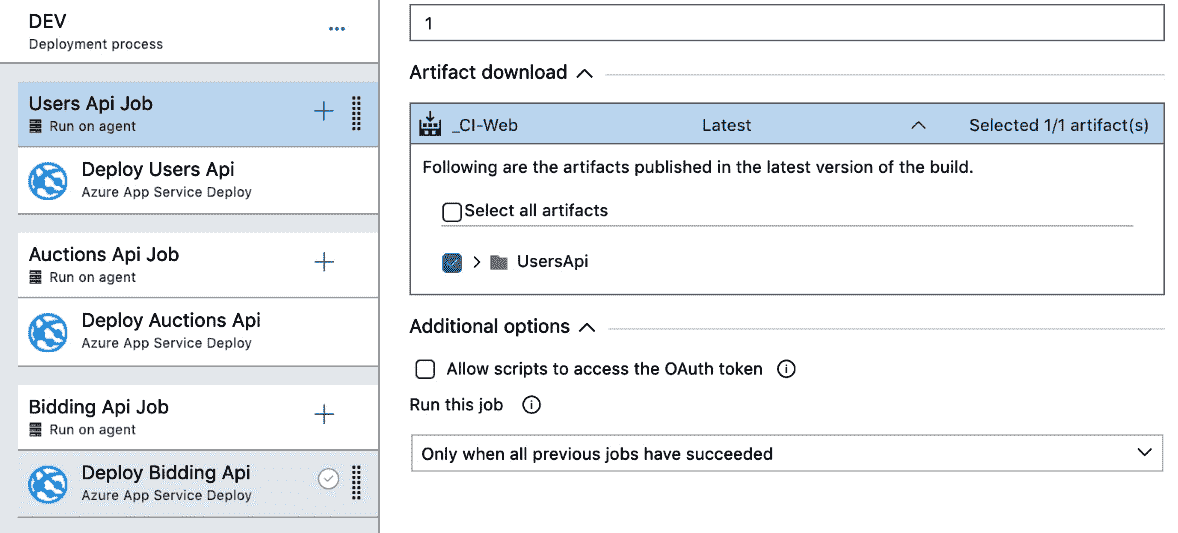 DEV
...
Deployment process
Users Api Job
Run on agent
Deploy Users Api
Azure App Service Deploy
Auctions Api Job
Run on agent
Deploy Auctions Api
Azure App Service Deploy
Bidding Api Job
Run on agent
Deploy Bidding Api
Azure App Service Deploy
1
Artifact download
_CI-Web Latest Selected 1/1 artifact(s)
Following are the artifacts published in the latest version of the build.
Select all artifacts
UsersApi
Additional options
Allow scripts to access the OAuth token
Run this job
Only when all previous jobs have succeeded